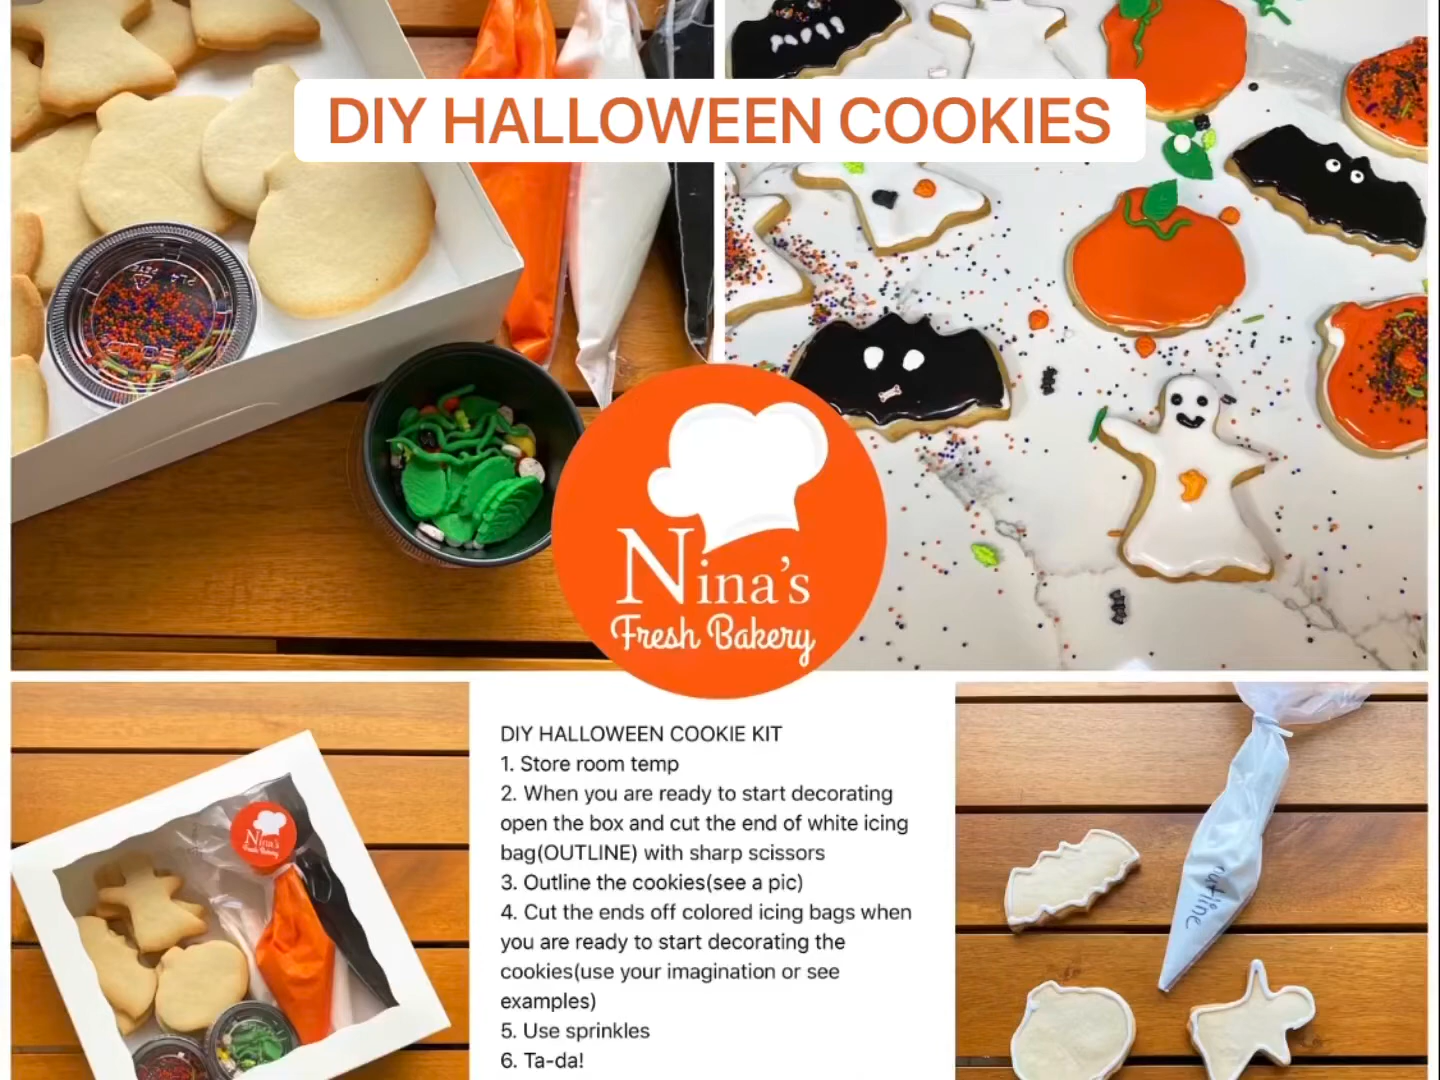 DIY HALLOWEEN COOKIES
Nina's
Fresh Bakery
DIY HALLOWEEN COOKIE KIT
1. Store room temp
2. When you are ready to start decorating
open the box and cut the end of white icing
bag(OUTLINE) with sharp scissors
3. Outline the cookies(see a pic)
4. Cut the ends off colored icing bags when
you are ready to start decorating the
cookies(use your imagination or see
examples)
5. Use sprinkles
6. Ta-da!
Nina's
Fresh Bakery
outline